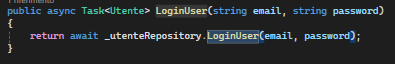 public async Task<Utente> LoginUser(string email, string password)
{
return await _utenteRepository.LoginUser(email, password);
}